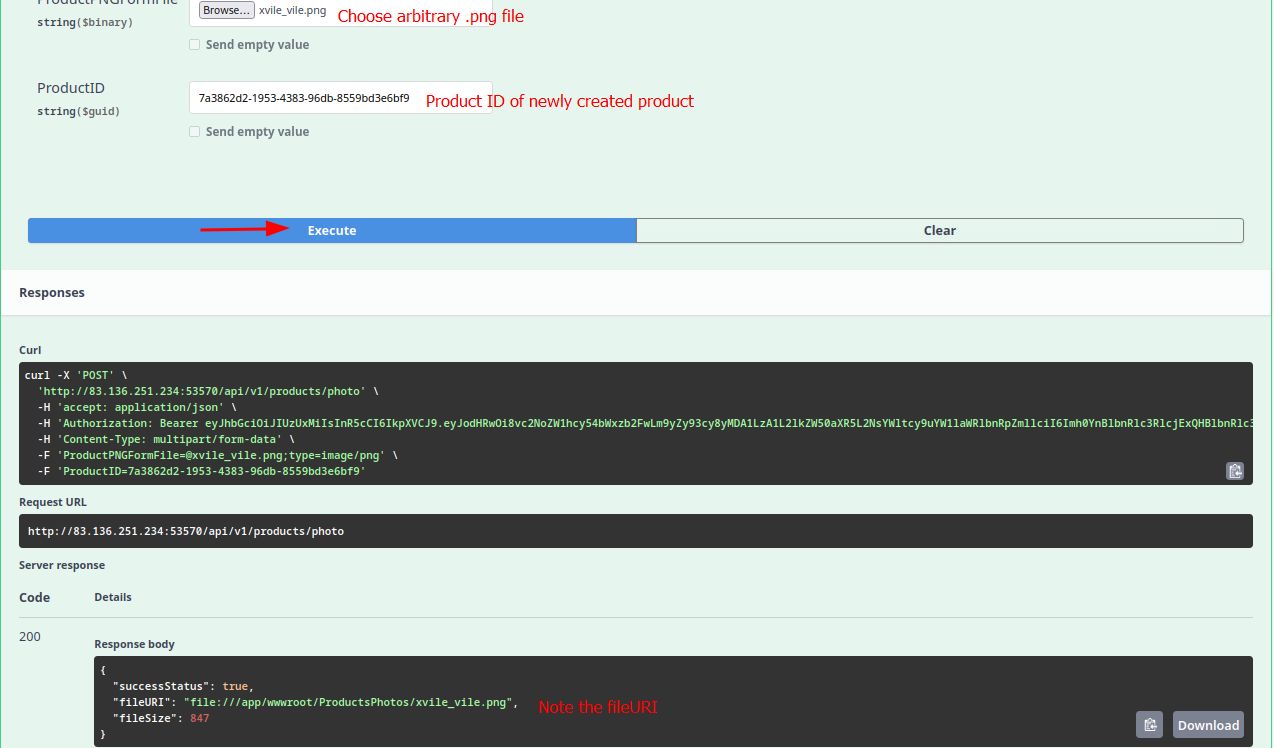 ProductPNGFormFile
Browse... xvile_vile.png Choose arbitrary .png file
string($binary)
Send empty value
ProductID
7a3862d2-1953-4383-96db-8559bd3e6bf9 Product ID of newly created product
string($guid)
Send empty value
Execute Clear
Responses
Curl
curl -X 'POST' \
'http://83.136.251.234:53570/api/v1/products/photo' \
-H 'accept: application/json' \
-H 'Authorization: Bearer eyJhbGciOiJIUzUxMiIsInR5cCI6IkpXVCJ9.eyJodHRwOi8vc2NoZW1hcy54bWxzb2FwLm9yZy93cy8yMDA1LzA1L2lkZW50aXR5L2NsYWltcy9uYW1laWRlbnRpZmllciI6Imh0YnBlbnRlc3RlcjExQHBlbnRlc3
-H 'Content-Type: multipart/form-data' \
-F 'ProductPNGFormFile=@xvile_vile.png;type=image/png' \
-F 'ProductID=7a3862d2-1953-4383-96db-8559bd3e6bf9'
Request URL
http://83.136.251.234:53570/api/v1/products/photo
Server response
Code Details
200
Response body
{
"successStatus": true,
"fileURI": "file:///app/wwwroot/ProductsPhotos/xvile_vile.png", Note the fileURI
"fileSize": 847
}
Download